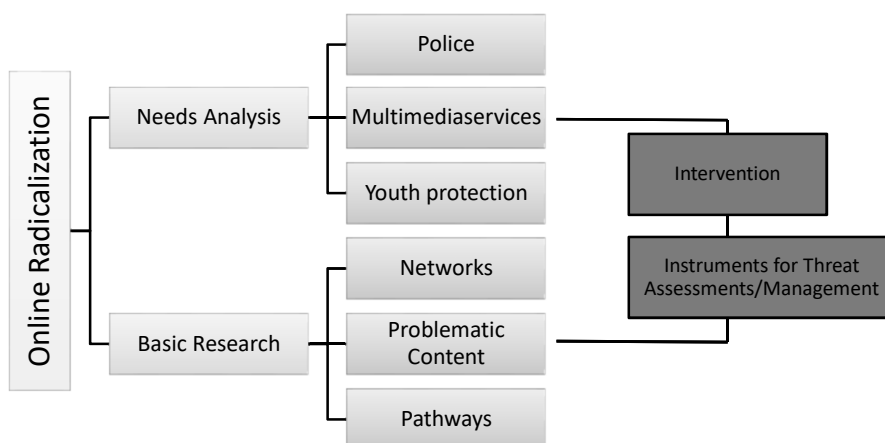 Online Radicalization
Needs Analysis
Basic Research
Police
Multimediaservices
Youth protection
Networks
Problematic
Content
Pathways
Intervention
Instruments for Threat
Assessments/Management